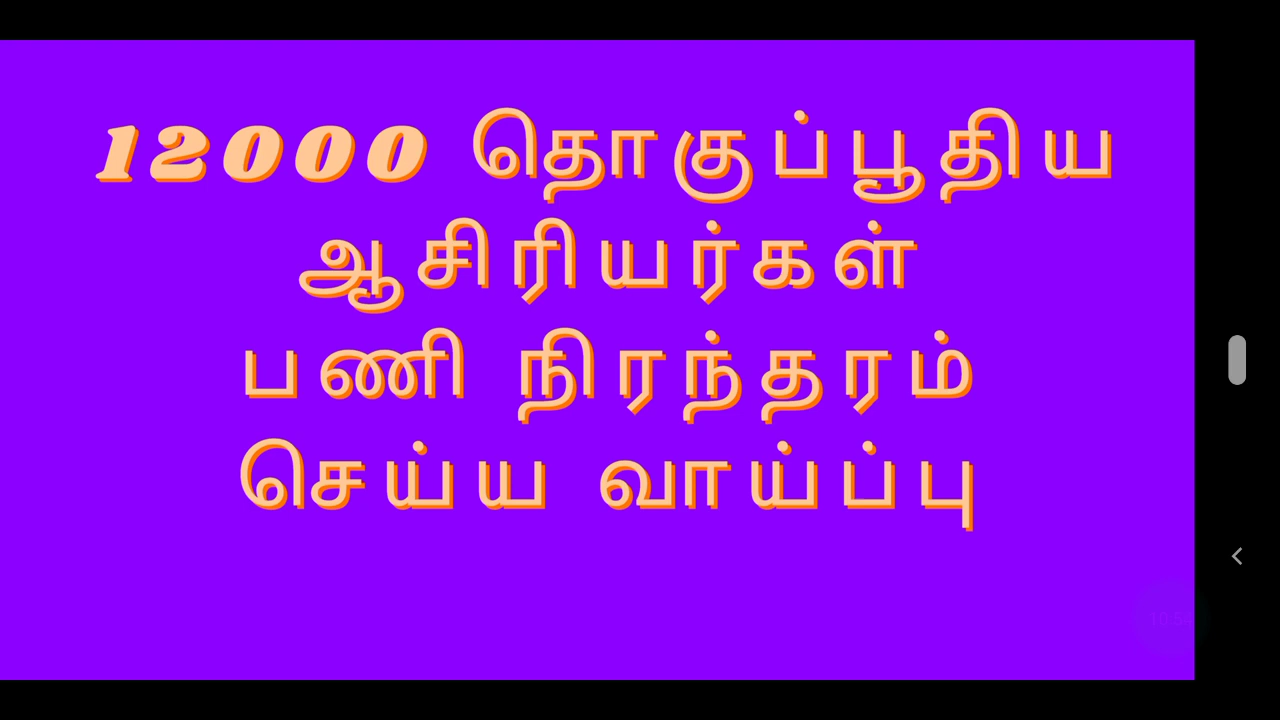 12000 தொகுப்பூதிய
ஆசிரியர்கள்
பணி நிரந்தரம்
செய்ய வாய்ப்பு